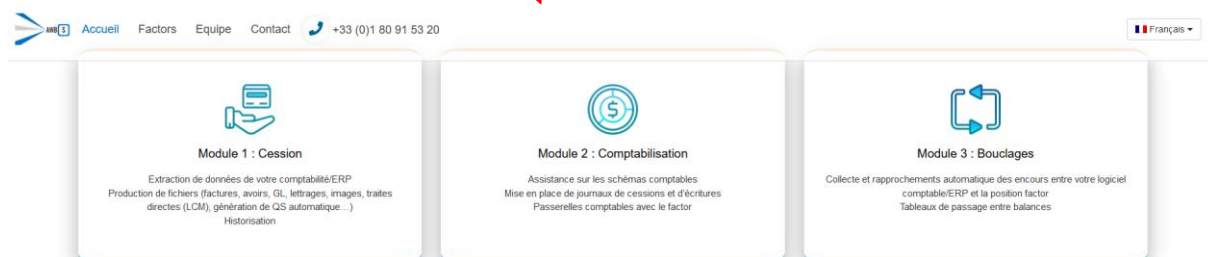 AWB[$] Accueil Factors Equipe Contact +33 (0)1 80 91 53 20 Français
Module 1 : Cession
Extraction de données de votre comptabilité/ERP
Production de fichiers (factures, avoirs, GL, lettrages, images, traites
directes (LCM), génération de QS automatique…)
Historisation
Module 2 : Comptabilisation
Assistance sur les schémas comptables
Mise en place de journaux de cessions et d'écritures
Passerelles comptables avec le factor
Module 3 : Bouclages
Collecte et rapprochements automatique des encours entre votre logiciel
comptable/ERP et la position factor
Tableaux de passage entre balances